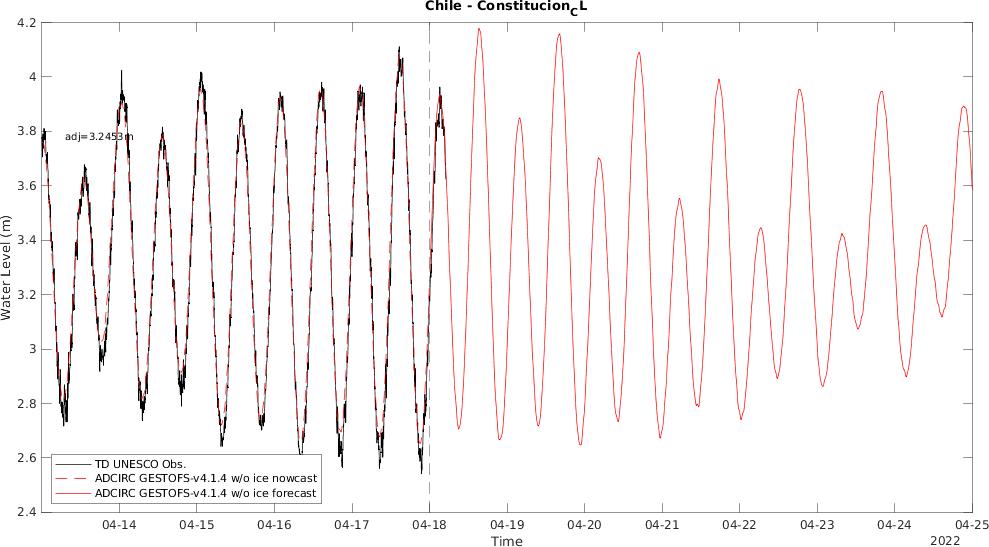 Chile - Constitucion_CL
4.2
4
3.8
3.6
3.4
3.2
3
2.8
2.6
2.4
Water Level (m)
adj=3.2453m
TD UNESCO Obs.
ADCIRC GESTOFS-v4.1.4 w/o ice nowcast
ADCIRC GESTOFS-v4.1.4 w/o ice forecast
04-14 04-15 04-16 04-17 04-18 04-19 04-20 04-21 04-22 04-23 04-24 04-25
Time
2022